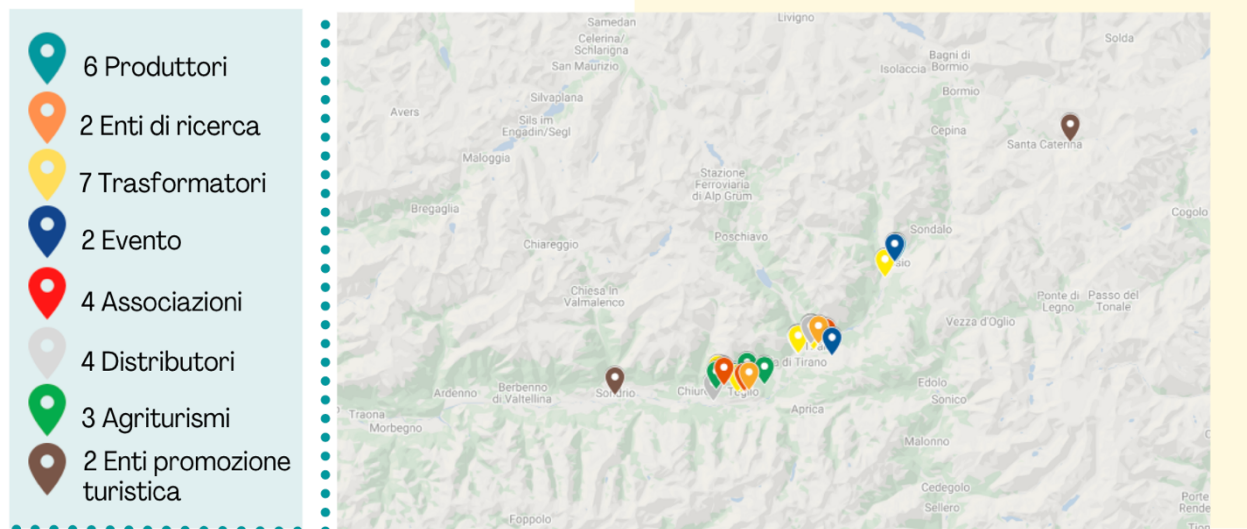 6 Produttori
2 Enti di ricerca
7 Trasformatori
2 Evento
4 Associazioni
4 Distributori
3 Agriturismi
2 Enti promozione
turistica
Livigno
Samedan
Celerina/
Schlarigna
San Maurizio
Solda
Bagni di
Bormio
Isolaccia
Bormio
Silvaplana
Avers
Sils im
Engadin/Segl
Cepina
Santa Caterina
Maloggia
Stazione
Ferroviaria
di Alp Grüm
Bregaglia
Cogolo
Sondalo
Poschiavo
Chiareggio
Chiesa In
Valmalenco
Ponte di
Legno
Passo del
Tonale
Vezza d'Oglio
di Tirano
Sondrio
Berbenno
di Valtellina
Ardenno
Teglio
Edolo
Sonico
Aprica
Traona
Morbegno
Malonno
Cedegolo
Sellero
Foppolo
Porte
Rende